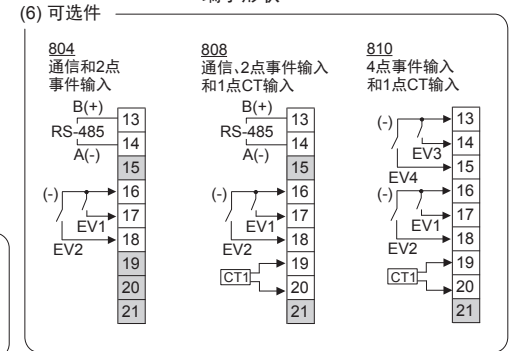 (6) 可选件
804
通信和2点
事件输入
B(+)
RS-485
A(-)
(-)
EV1
EV2
13
14
15
16
17
18
19
20
21
808
通信、2点事件输入
和1点CT输入
B(+)
RS-485
A(-)
(-)
EV1
EV2
CT1
13
14
15
16
17
18
19
20
21
810
4点事件输入
和1点CT输入
(-)
EV3
EV4
(-)
EV1
EV2
CT1
13
14
15
16
17
18
19
20
21